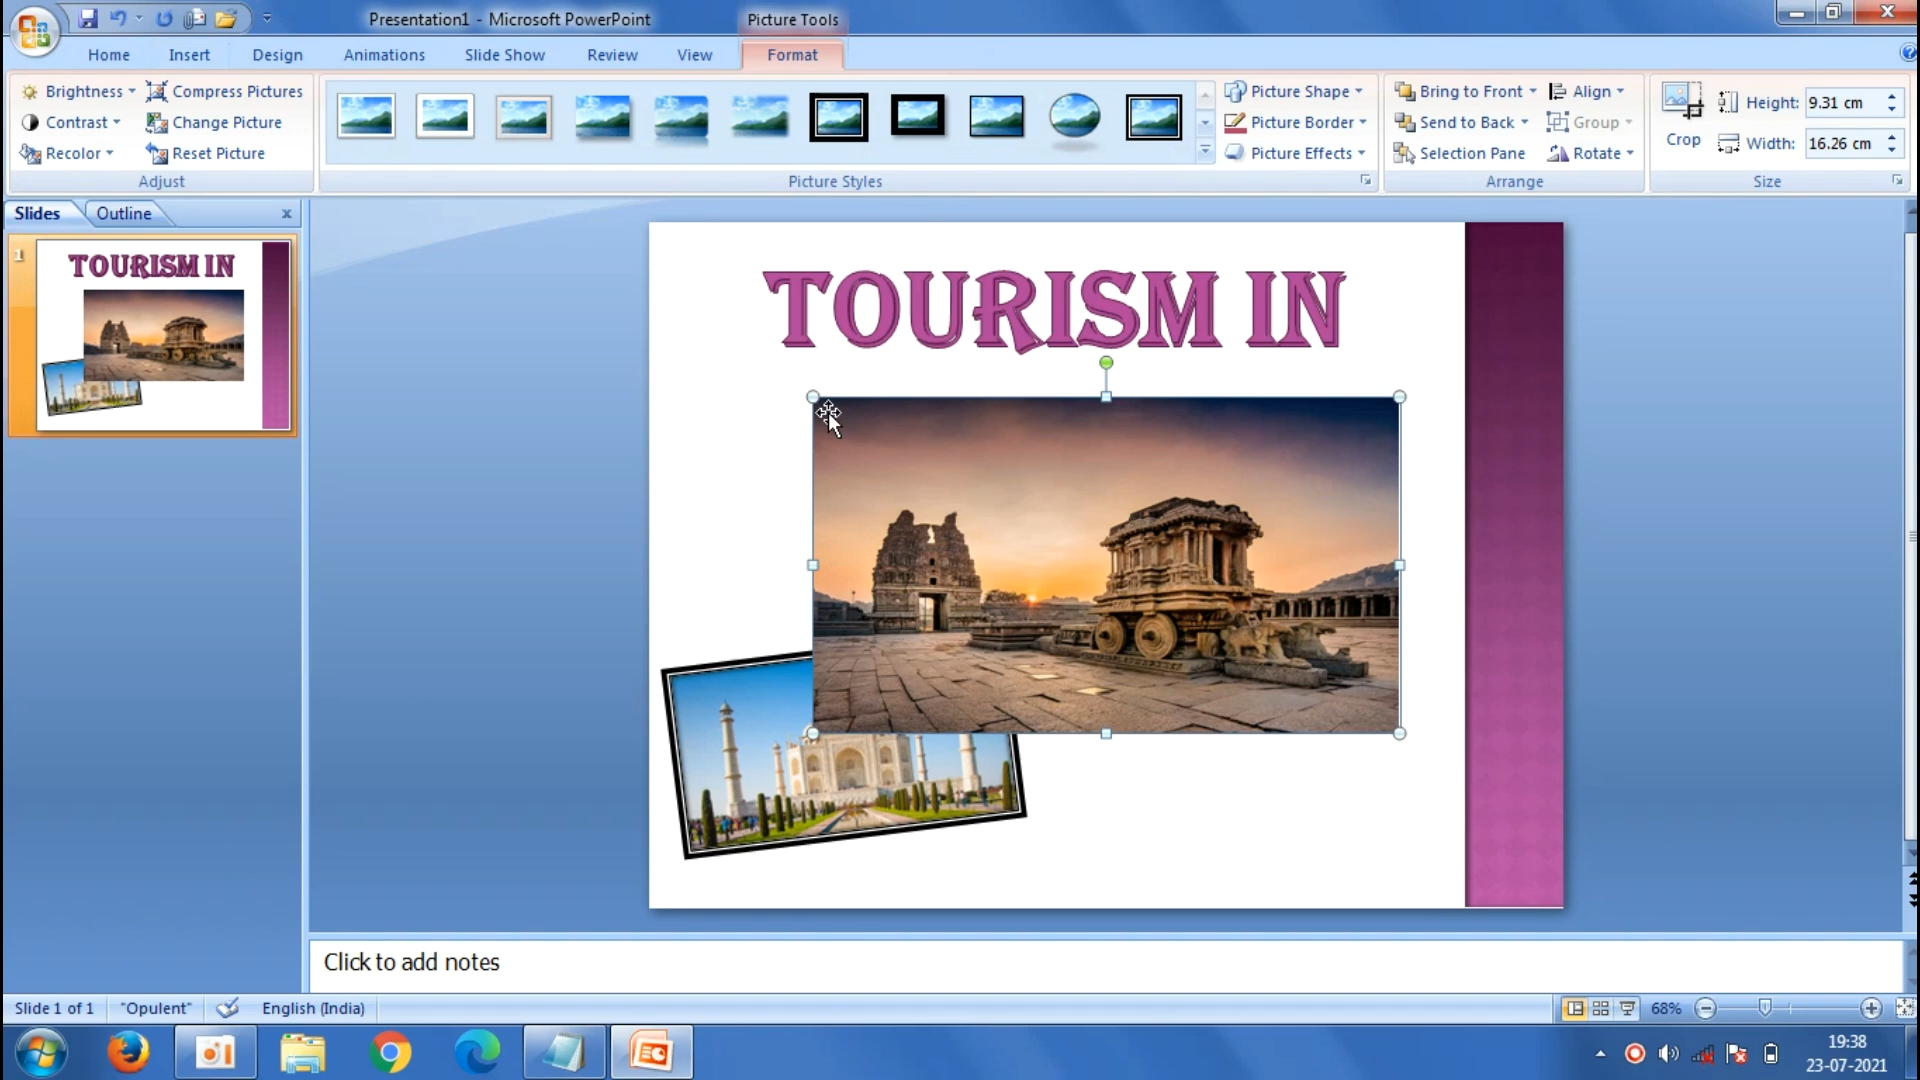 Presentation1 - Microsoft PowerPoint
Picture Tools
Home
Insert
Design
Animations
Slide Show
Review
View
Format
Brightness
Compress Pictures
Contrast
Change Picture
Recolor
Reset Picture
Adjust
Picture Styles
Picture Shape
Picture Border
Picture Effects
Bring to Front
Align
Send to Back
Group
Selection Pane
Rotate
Arrange
Crop
Height: 9.31 cm
Width: 16.26 cm
Size
Slides
Outline
x
1
TOURISM IN
TOURISM IN
Click to add notes
Slide 1 of 1
"Opulent"
English (India)
68%
19:38
23-07-2021